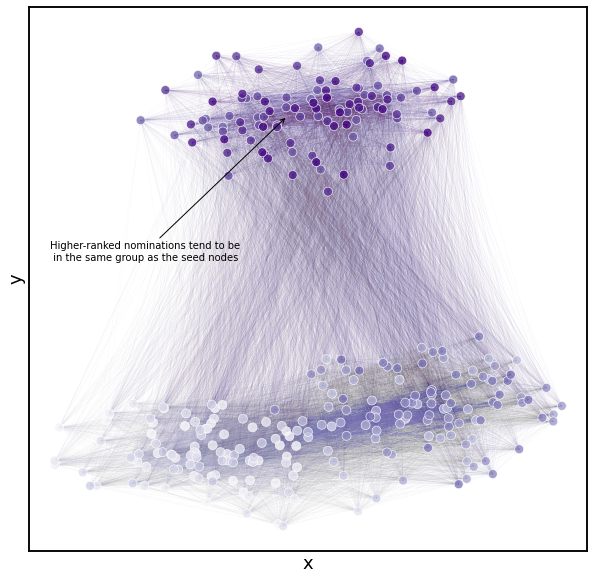 Higher-ranked nominations tend to be
in the same group as the seed nodes
y
x